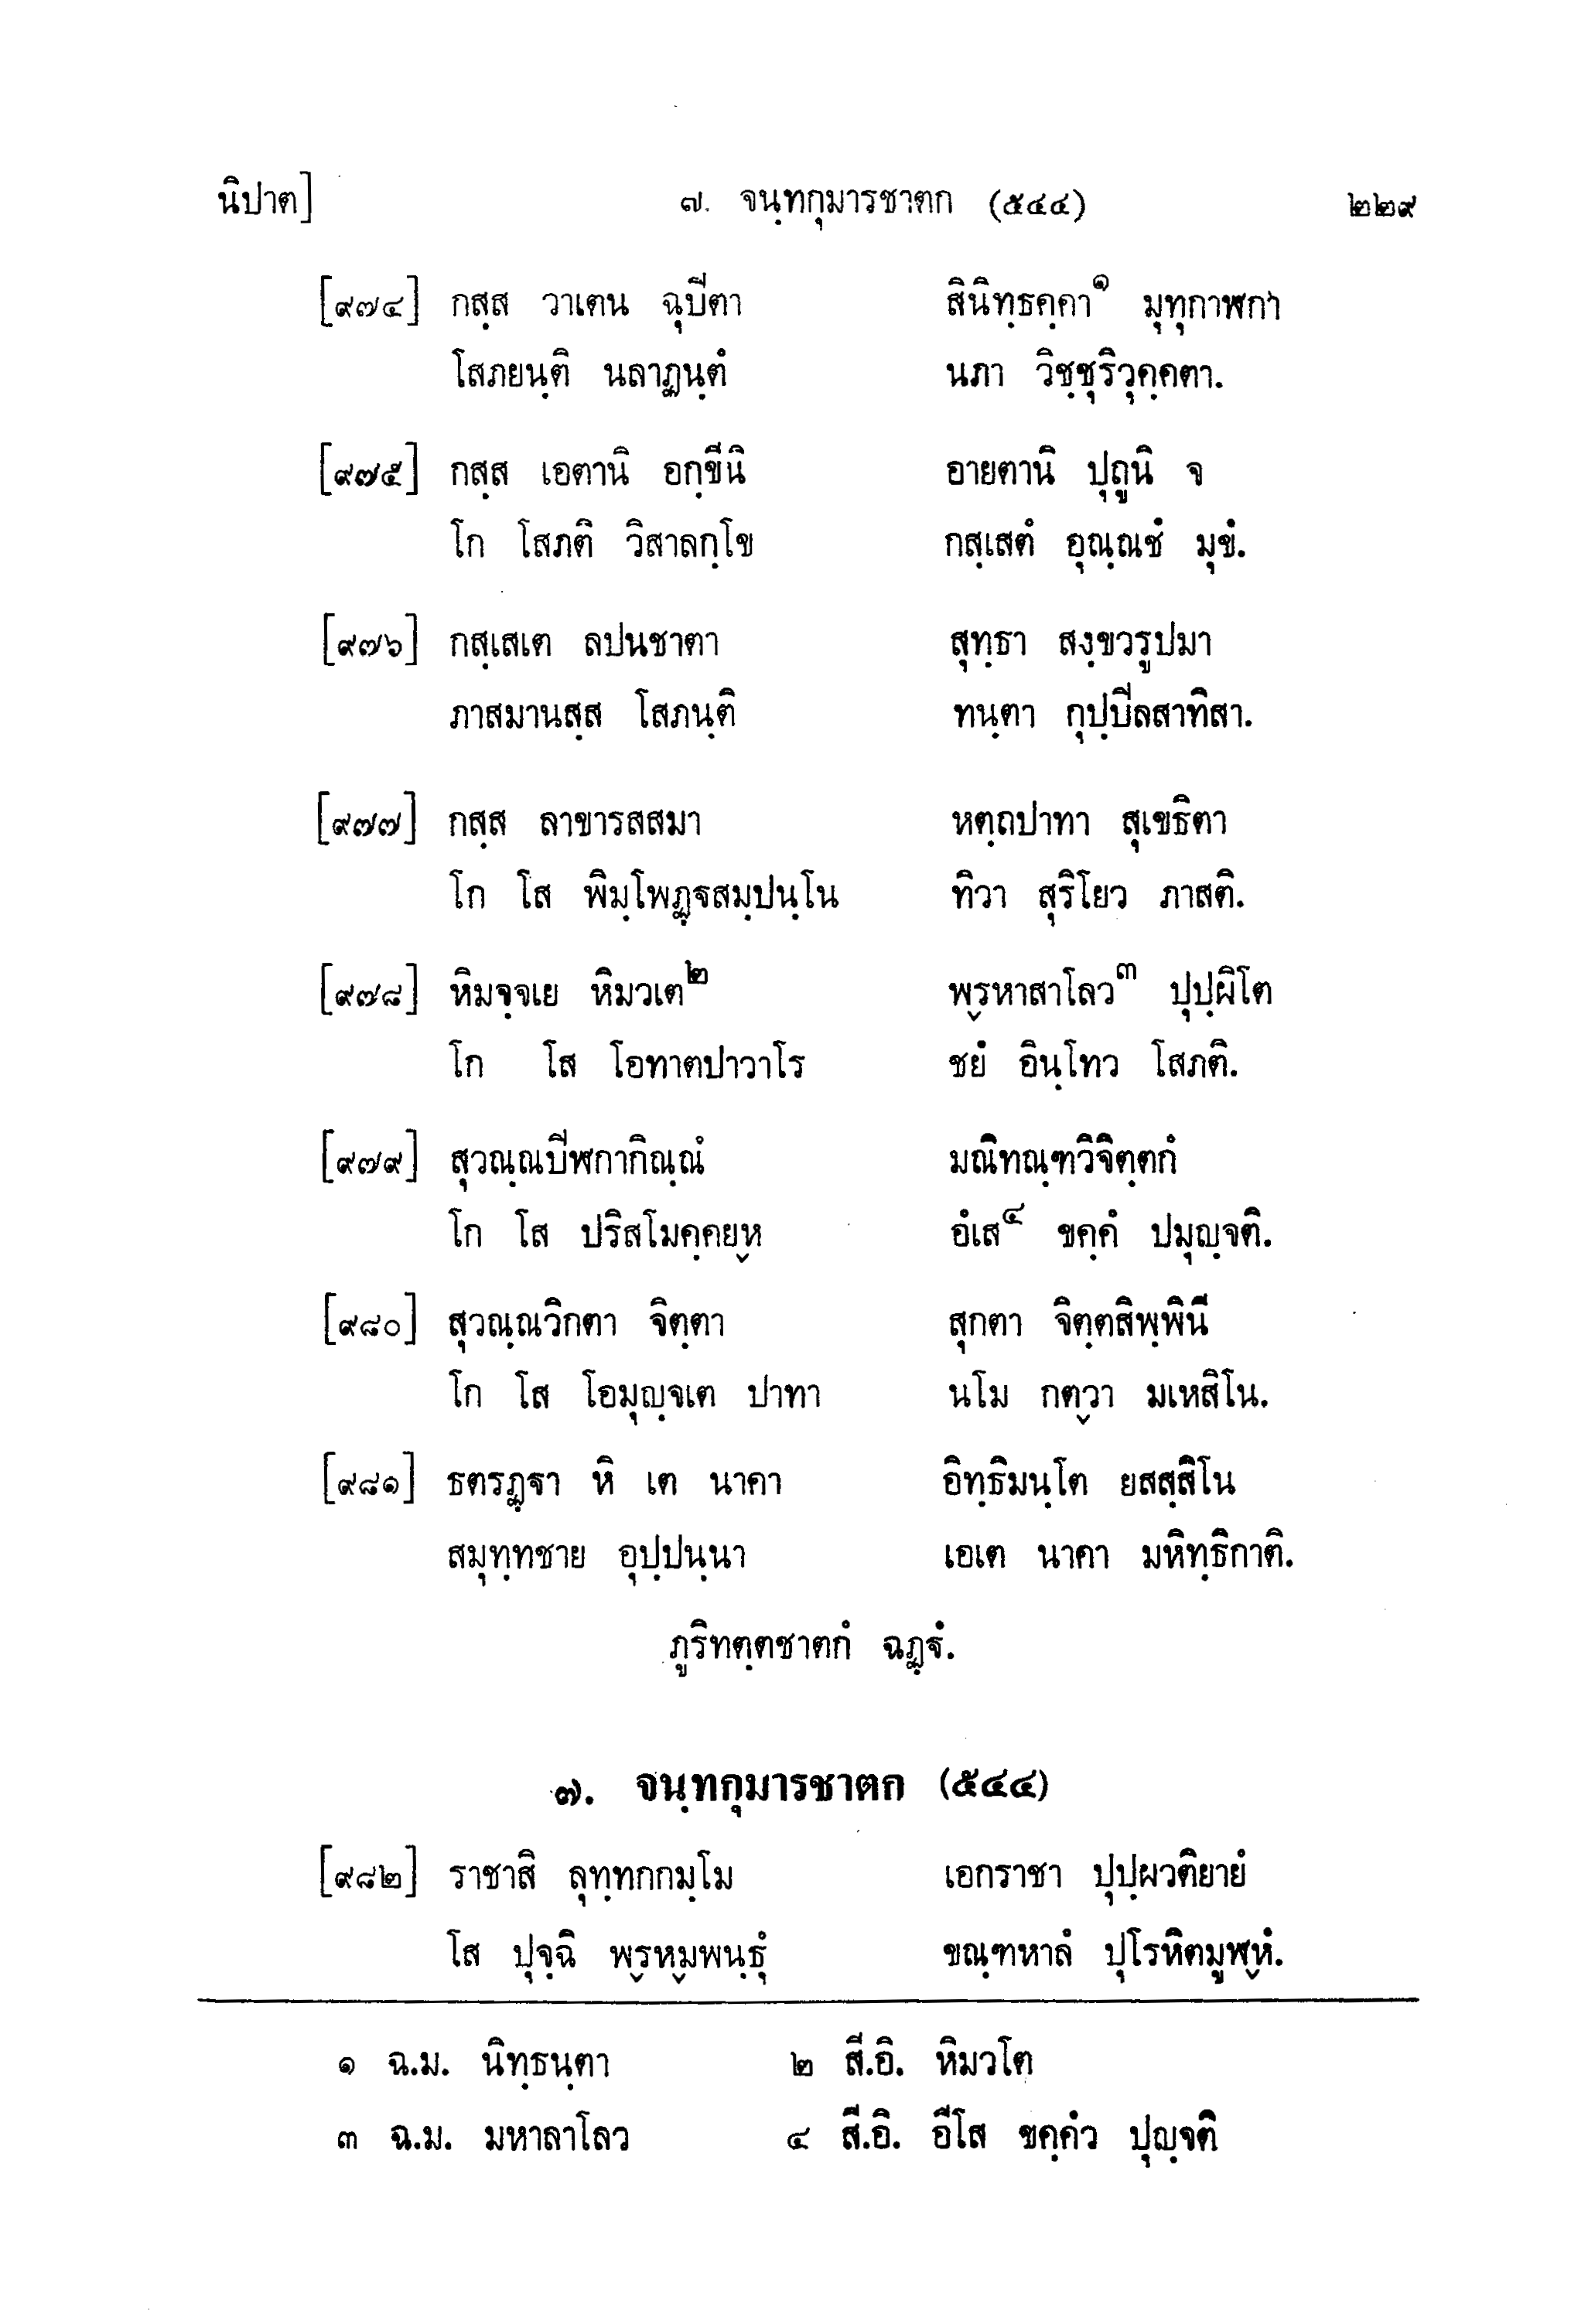 นิปาต] ๗. จนฺทกุมารชาตก (๕๔๔) ๒๒๙
[๙๗๔] กสฺส วาเตน ฉุปีตา สินิทฺธคฺคา๑ มุทุกาฬกา
โสภยนฺติ นลาฏนฺตํ นภา วิชฺชุริวุคฺคตา.
[๙๗๕] กสฺส เอตานิ อกฺขีนิ อายตานิ ปุถูนิ จ
โก โสภติ วิสาลกฺโข กสฺเสตํ อุณฺณชํ มุขํ.
[๙๗๖] กสฺเสเต ลปนชาตา สุทฺธา สงฺขวรูปมา
ภาสมานสฺส โสภนฺติ ทนฺตา กุปฺปีลสาทิสา.
[๙๗๗] กสฺส ลาขารสสมา หตฺถปาทา สุเขธิตา
โก โส พิมฺโพฏฺฐสมฺปนฺโน ทิวา สุริโยว ภาสติ.
[๙๗๘] หิมจฺจเย หิมวเต๒ พฺรหาสาโลว๓ ปุปฺผิโต
โก โส โอทาตปาวาโร ชยํ อินฺโทว โสภติ.
[๙๗๙] สุวณฺณปีฬกากิณฺณํ มณิทณฺฑวิจิตฺตกํ
โก โส ปริสโมคฺคยฺห อํเส๔ ขคฺคํ ปมุญฺจติ.
[๙๘๐] สุวณฺณวิกตา จิตฺตา สุกตา จิตฺตสิพฺพินี
โก โส โอมุญฺจเต ปาทา นโม กตฺวา มเหสิโน.
[๙๘๑] ธตรฏฺฐา หิ เต นาคา อิทฺธิมนฺโต ยสสฺสิโน
สมุทฺทชาย อุปฺปนฺนา เอเต นาคา มหิทฺธิกาติ.
ภูริทตฺตชาตกํ ฉฏฺฐํ.
๗. จนฺทกุมารชาตก (๕๔๔)
[๙๘๒] ราชาสิ ลุทฺทกกมฺโม เอกราชา ปุปฺผวติยายํ
โส ปุจฺฉิ พฺรหฺมพนฺธุํ ขณฺฑหาลํ ปุโรหิตมูฬฺหํ.
๑ ฉ.ม. นิทฺธนฺตา ๒ สี.อิ. หิมวโต
๓ ฉ.ม. มหาลาโลว ๔ สี.อิ. อีโส ขคฺคํว ปุญฺจติ